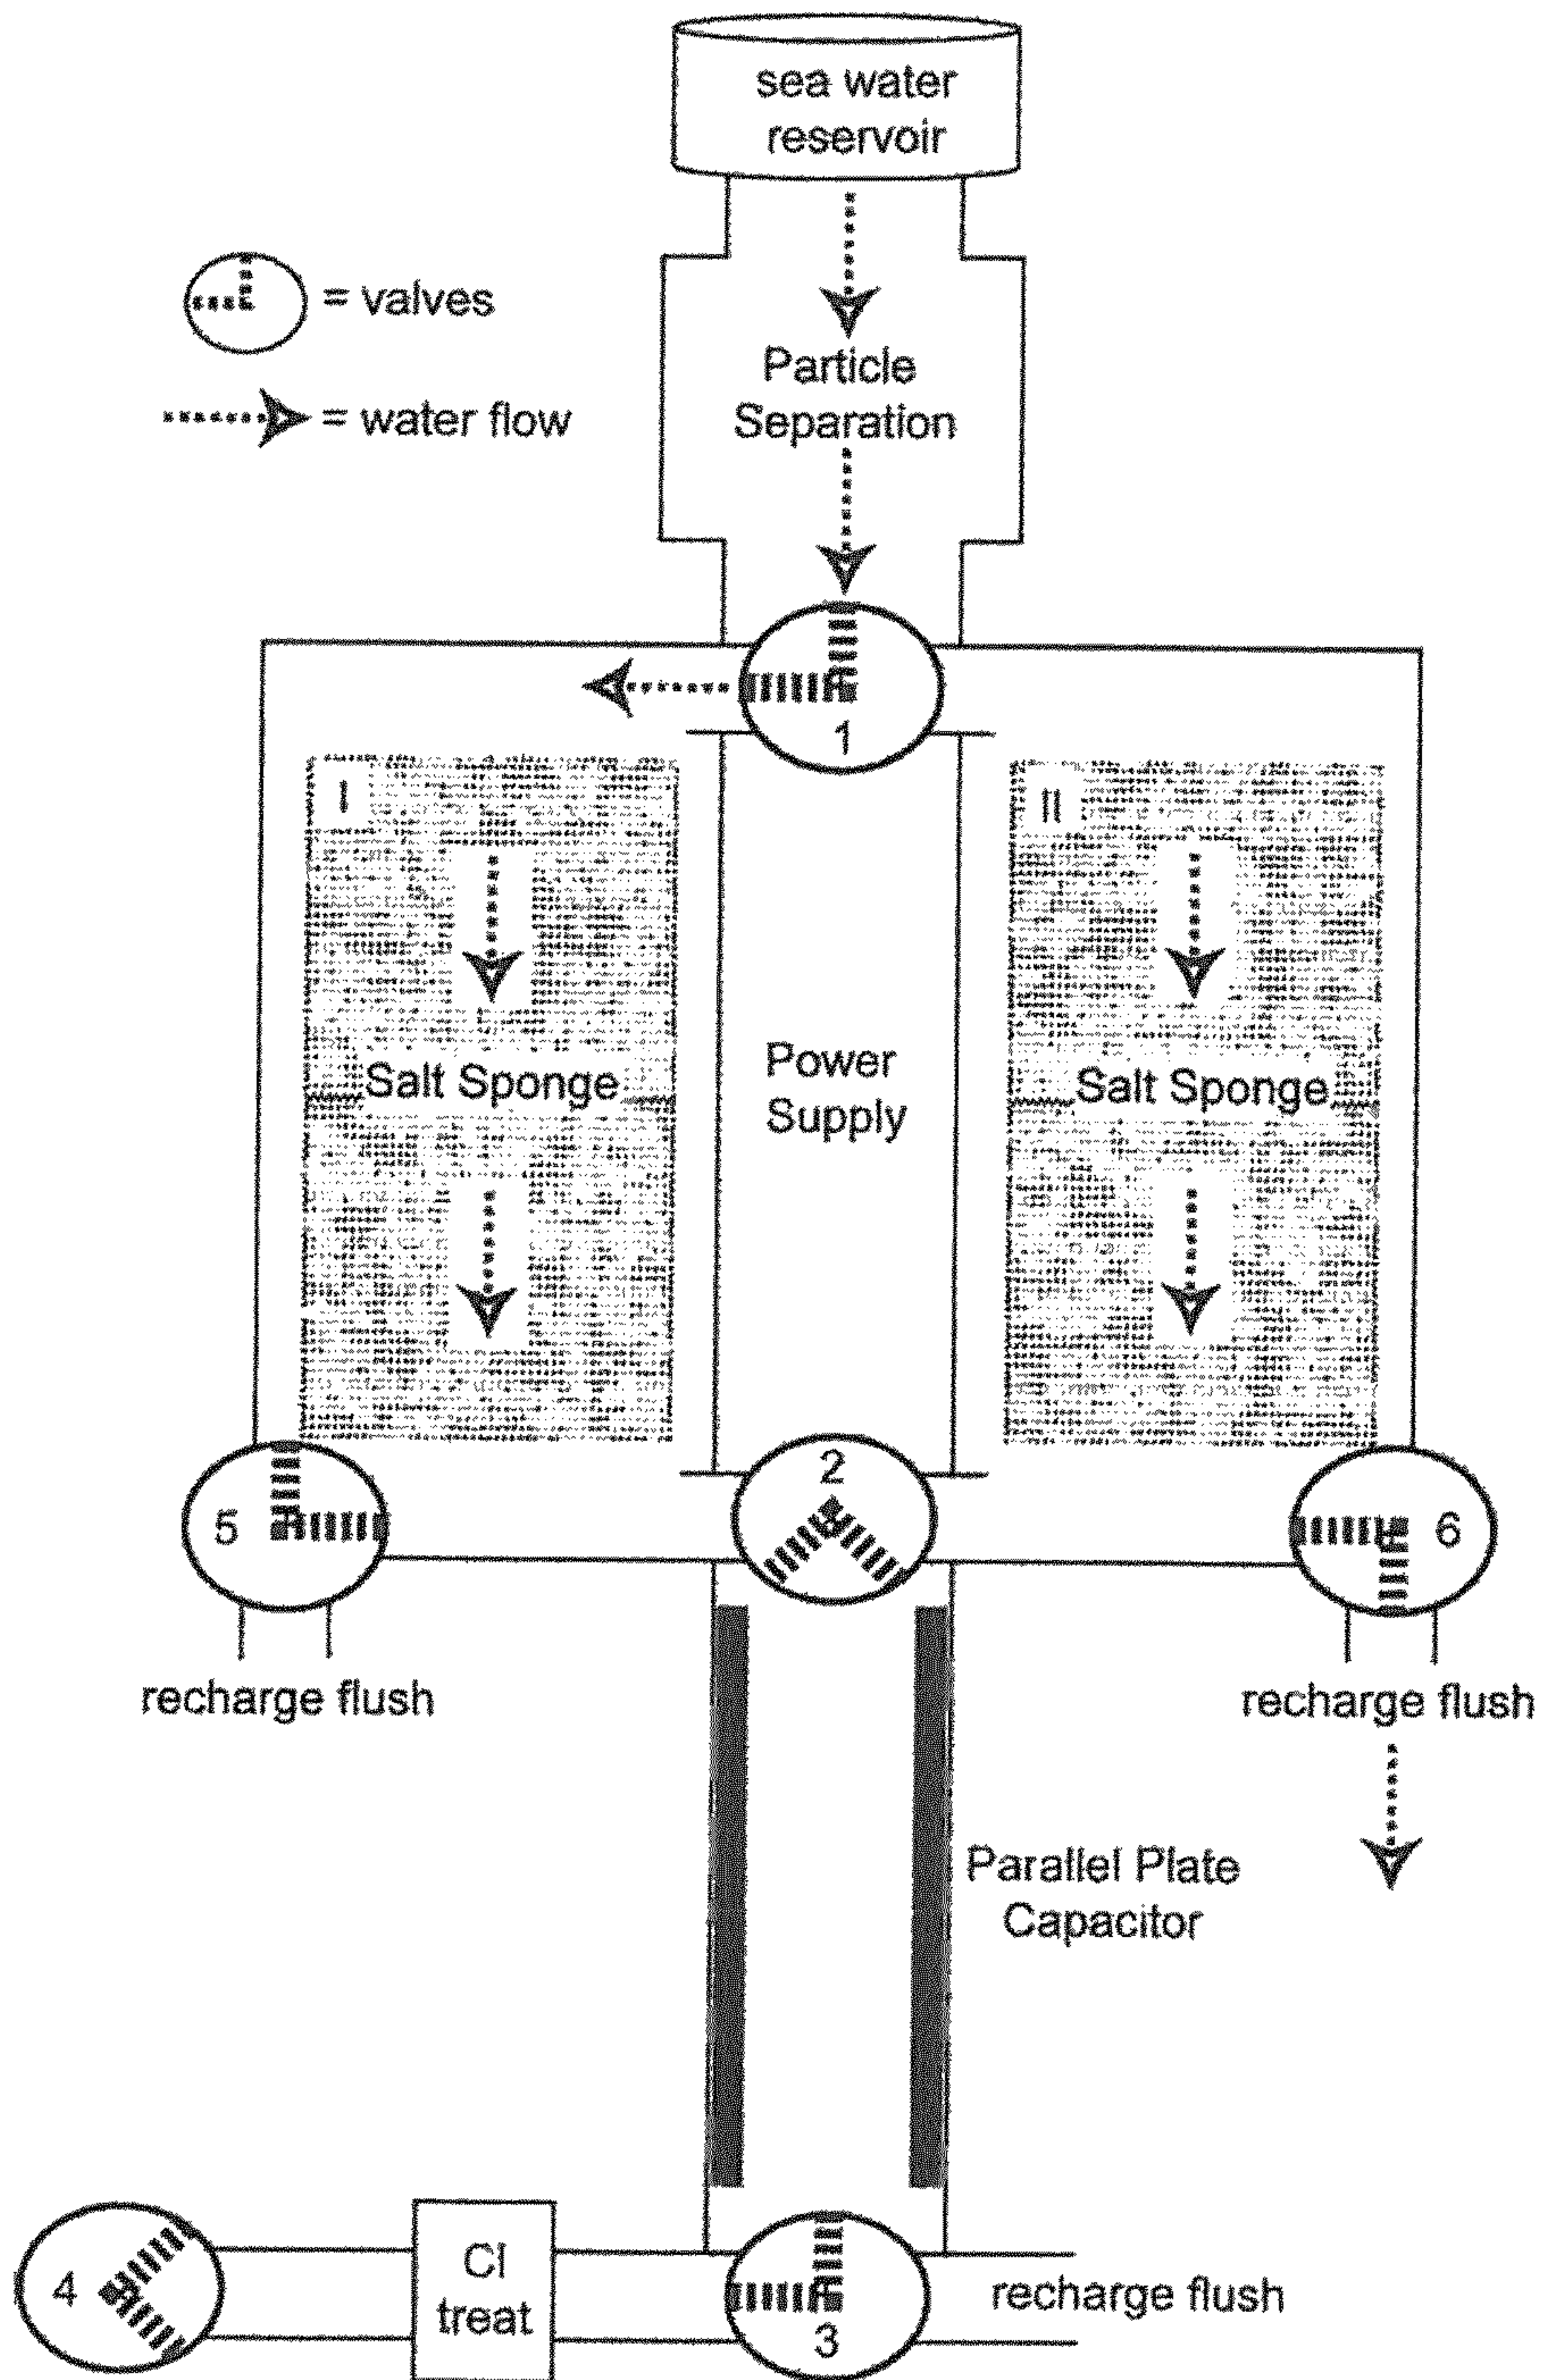 sea water
reservoir
= valves
= water flow
Particle
Separation
1
I
II
Salt Sponge
Power
Supply
Salt Sponge
2
5
6
recharge flush
recharge flush
Parallel Plate
Capacitor
4
Cl
treat
3
recharge flush